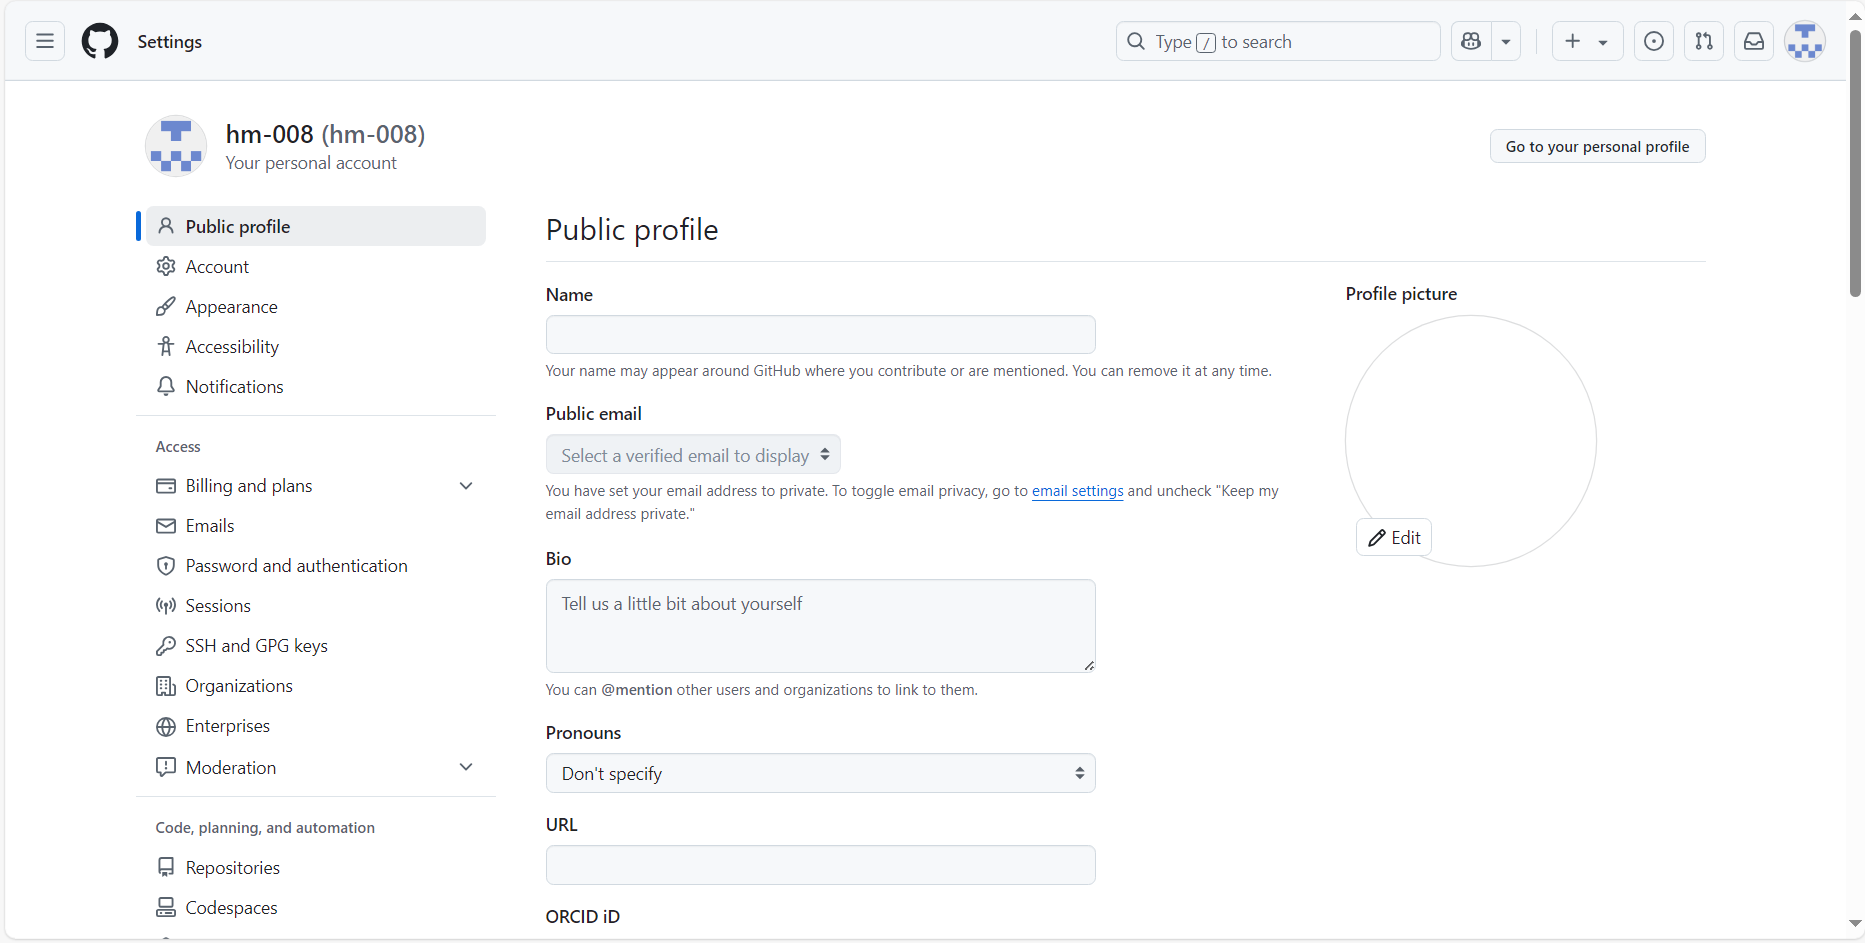 Settings
Type / to search
hm-008 (hm-008)
Your personal account
Go to your personal profile
Public profile
Account
Appearance
Accessibility
Notifications
Access
Billing and plans
Emails
Password and authentication
Sessions
SSH and GPG keys
Organizations
Enterprises
Moderation
Code, planning, and automation
Repositories
Codespaces
Public profile
Name
Your name may appear around GitHub where you contribute or are mentioned. You can remove it at any time.
Public email
Select a verified email to display
You have set your email address to private. To toggle email privacy, go to email settings and uncheck "Keep my
email address private."
Bio
Tell us a little bit about yourself
You can @mention other users and organizations to link to them.
Pronouns
Don't specify
URL
ORCID iD
Profile picture
Edit